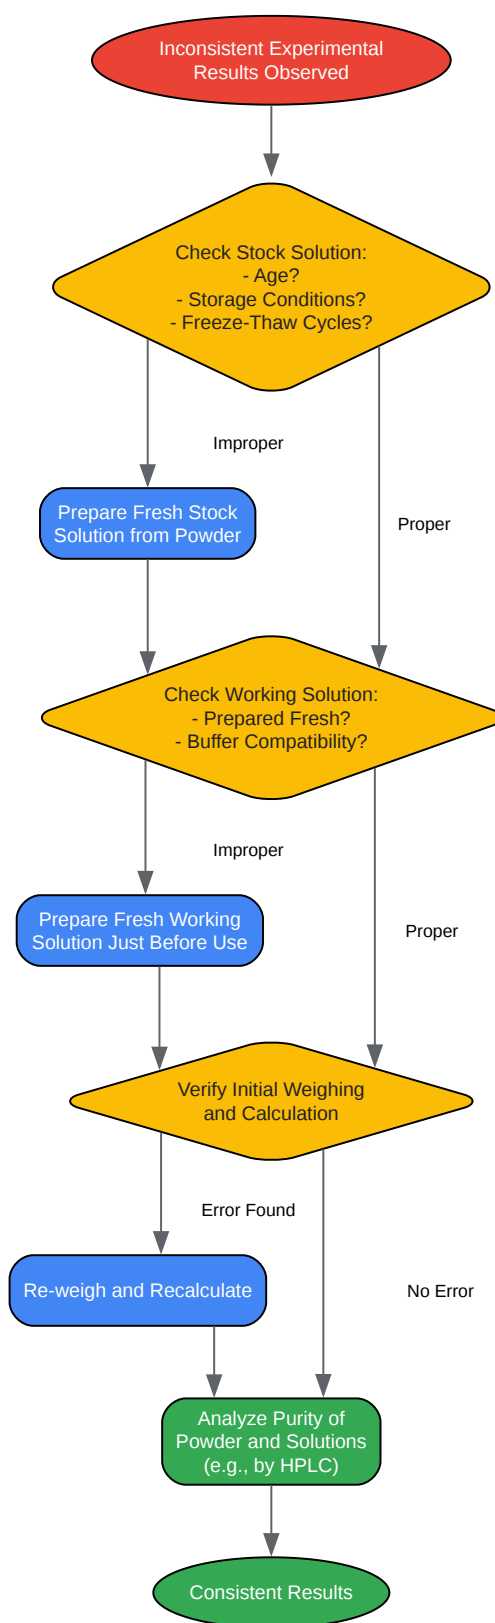 Inconsistent Experimental
Results Observed
Check Stock Solution:
- Age?
- Storage Conditions?
- Freeze-Thaw Cycles?
Improper
Prepare Fresh Stock
Solution from Powder
Proper
Check Working Solution:
- Prepared Fresh?
- Buffer Compatibility?
Improper
Prepare Fresh Working
Solution Just Before Use
Proper
Verify Initial Weighing
and Calculation
Error Found
Re-weigh and Recalculate
No Error
Analyze Purity of
Powder and Solutions
(e.g., by HPLC)
Consistent Results